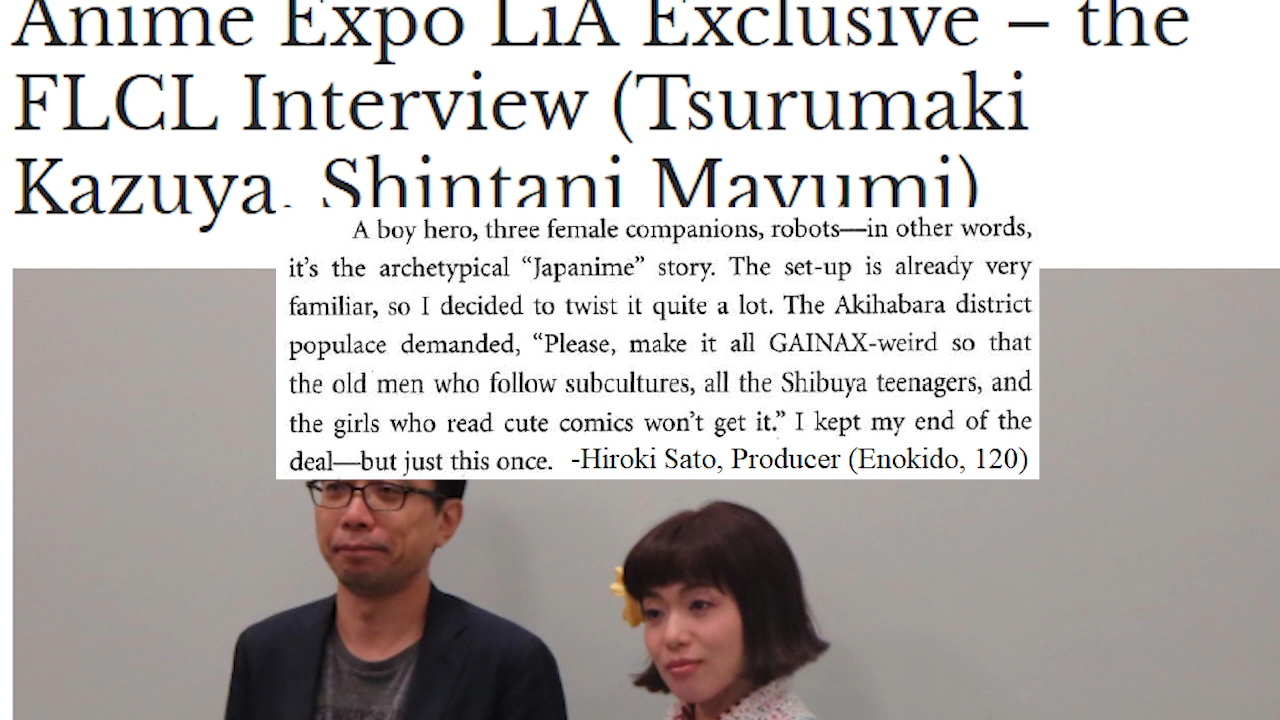 Anime Expo LiA Exclusive – the
FLCL Interview (Tsurumaki
Kazuya, Shintani Mayumi)
A boy hero, three female companions, robots—in other words,
it's the archetypical “Japanime” story. The set-up is already very
familiar, so I decided to twist it quite a lot. The Akihabara district
populace demanded, “Please, make it all GAINAX-weird so that
the old men who follow subcultures, all the Shibuya teenagers, and
the girls who read cute comics won't get it.” I kept my end of the
deal—but just this once. -Hiroki Sato, Producer (Enokido, 120)